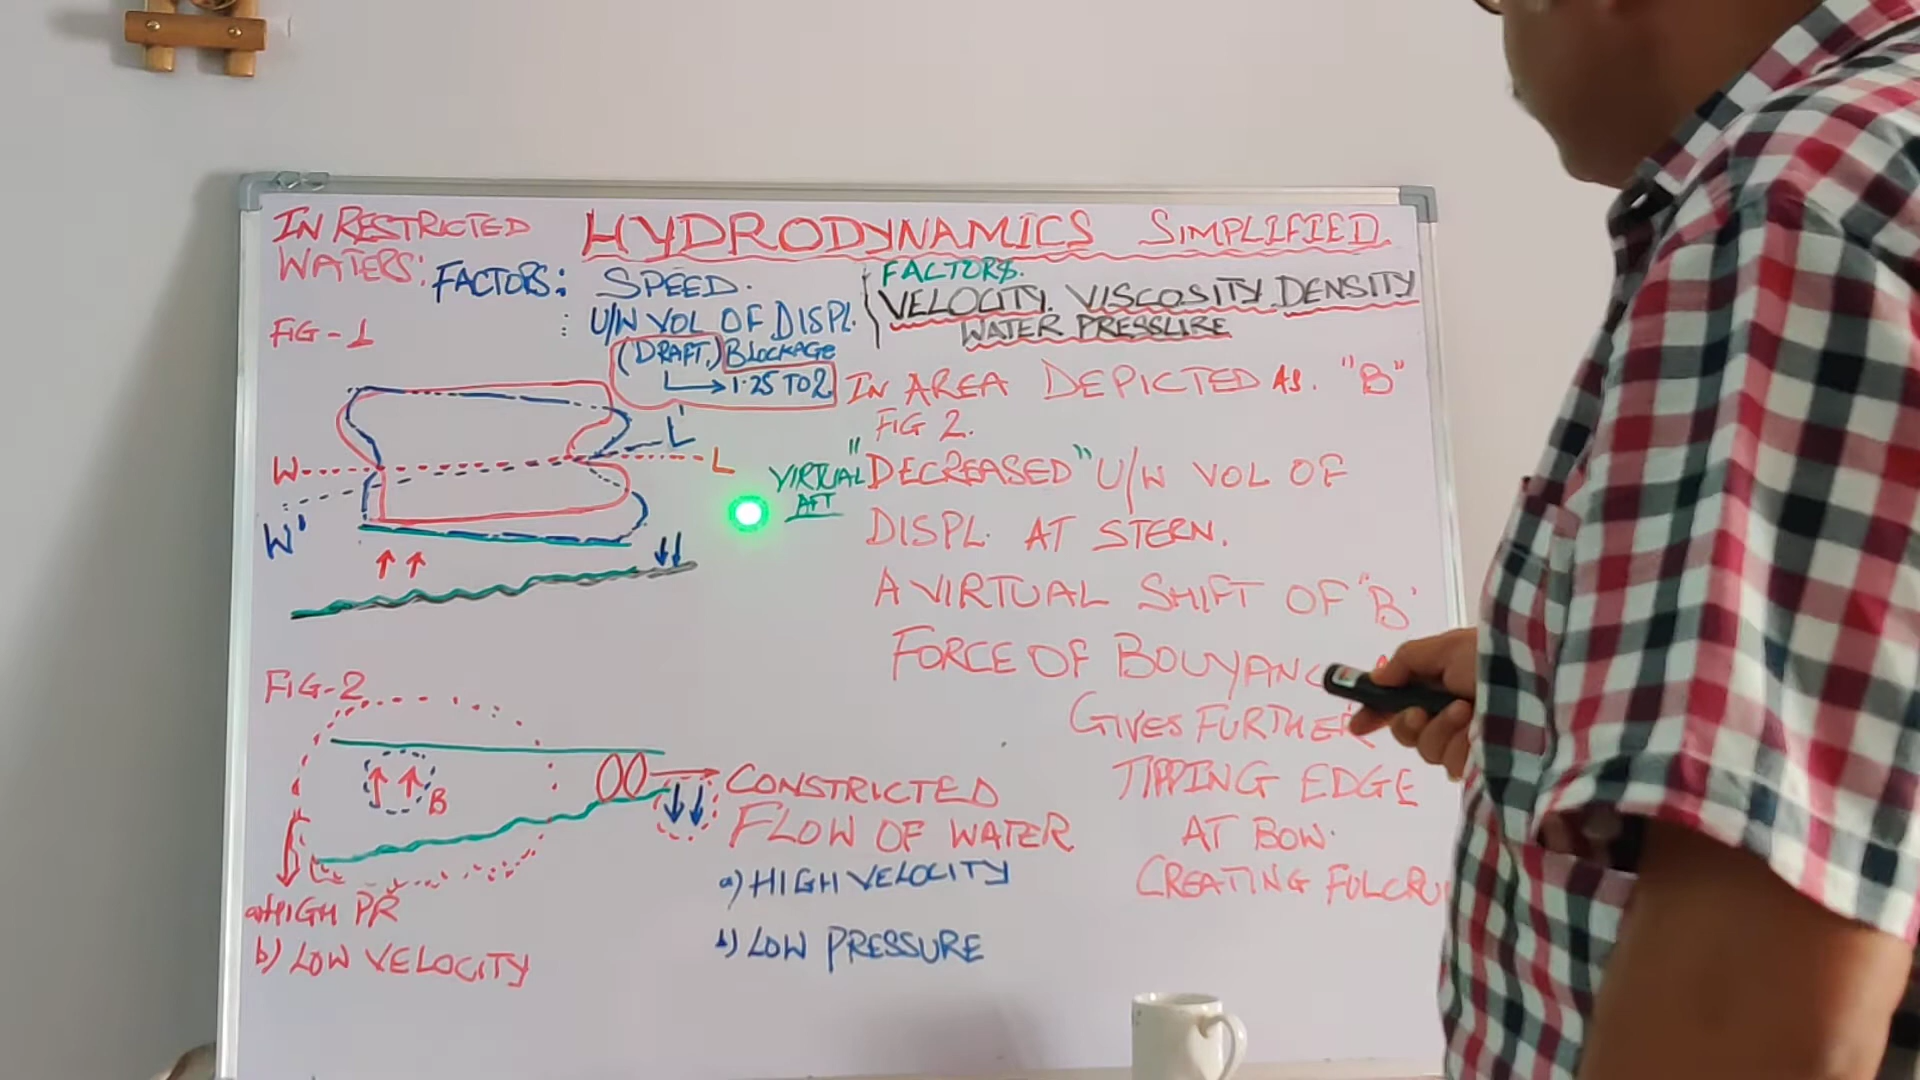 IN RESTRICTED
WATERS:
HYDRODYNAMICS SIMPLIFIED
FACTORS: SPEED.
: U/W VOL OF DISPL.
(DRAFT,) BLOCKAGE
1.25 TO 2
FACTORS.
VELOCITY. VISCOSITY. DENSITY
WATER PRESSURE
FIG-1
L'
W L
W'
IN AREA DEPICTED AS. "B"
FIG 2.
VIRTUAL "DECREASED" U/W VOL OF
AFT
DISPL. AT STERN.
A VIRTUAL SHIFT OF "B'
FORCE OF BOUYANC
GIVES FURTHER
TIPPING EDGE
AT BOW.
CREATING FULCRU
FIG-2
B
CONSTRICTED
FLOW OF WATER
a) HIGH VELOCITY
b) LOW PRESSURE
a) HIGH PR
b) LOW VELOCITY